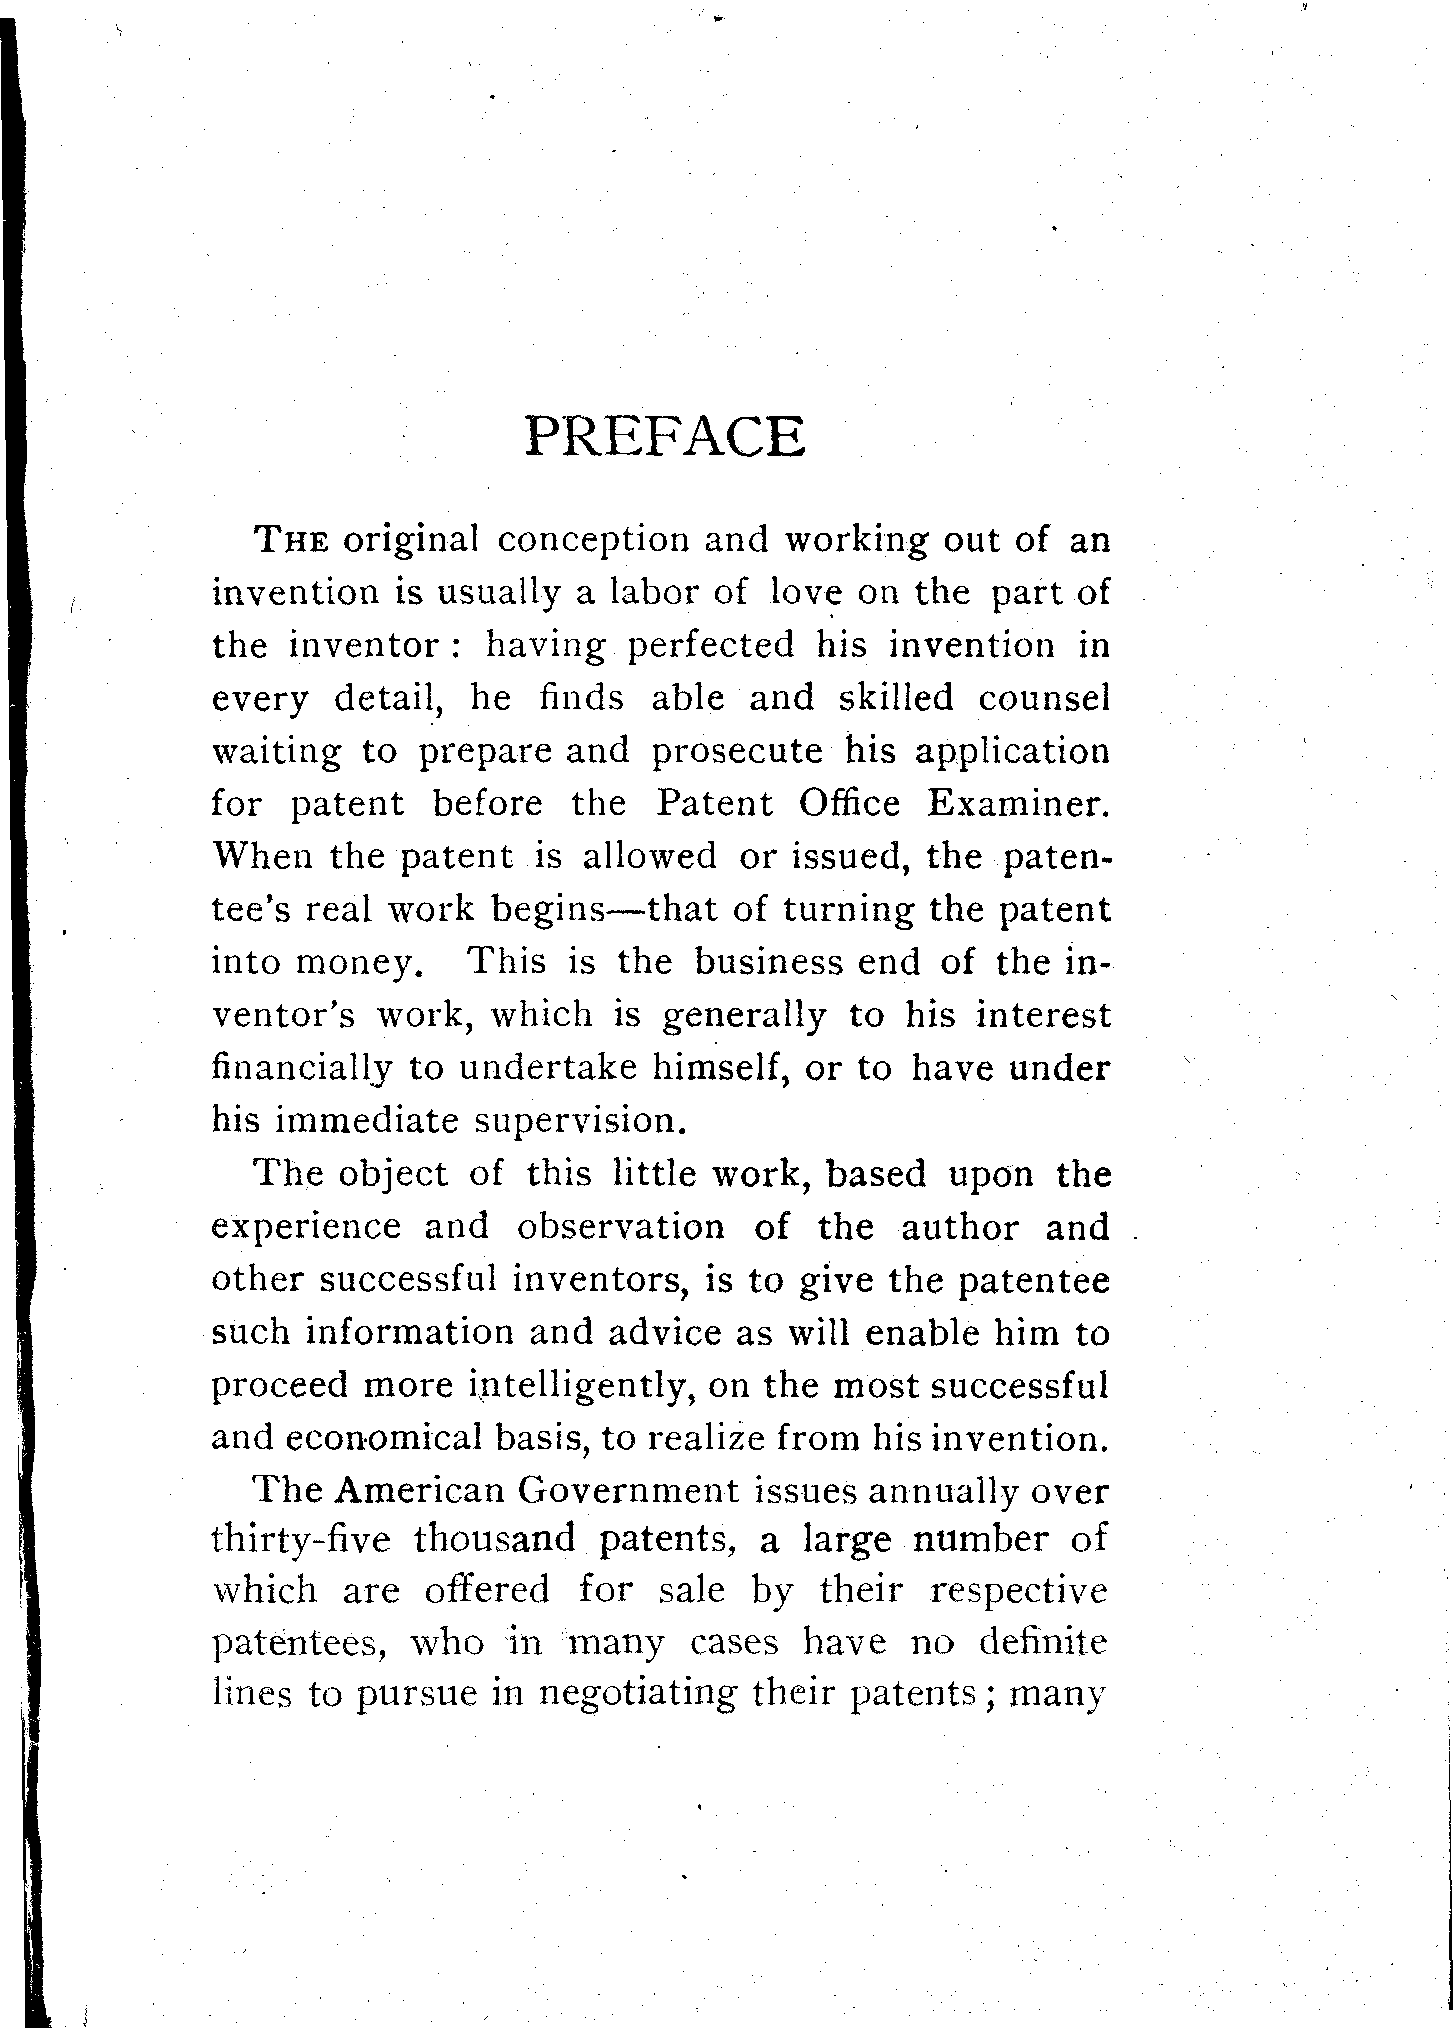 PREFACE
THE original conception and working out of an
invention is usually a labor of love on the part of
the inventor : having perfected his invention in
every detail, he finds able and skilled counsel
waiting to prepare and prosecute his application
for patent before the Patent Office Examiner.
When the patent is allowed or issued, the paten-
tee's real work begins—that of turning the patent
into money. This is the business end of the in-
ventor's work, which is generally to his interest
financially to undertake himself, or to have under
his immediate supervision.
The object of this little work, based upon the
experience and observation of the author and
other successful inventors, is to give the patentee
such information and advice as will enable him to
proceed more intelligently, on the most successful
and economical basis, to realize from his invention.
The American Government issues annually over
thirty-five thousand patents, a large number of
which are offered for sale by their respective
patentees, who in many cases have no definite
lines to pursue in negotiating their patents ; many